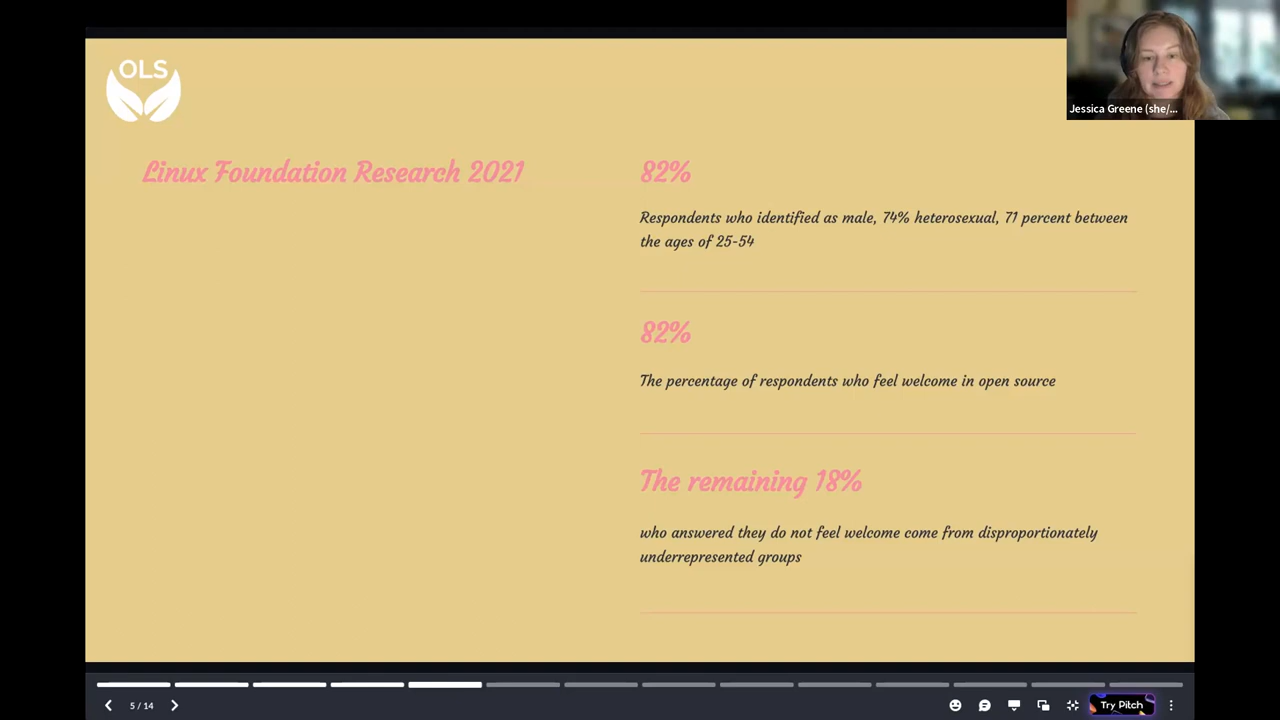 OLS
Jessica Greene (she/...
Linux Foundation Research 2021
82%
Respondents who identified as male, 74% heterosexual, 71 percent between
the ages of 25-54
82%
The percentage of respondents who feel welcome in open source
The remaining 18%
who answered they do not feel welcome come from disproportionately
underrepresented groups
5 / 14
Try Pitch